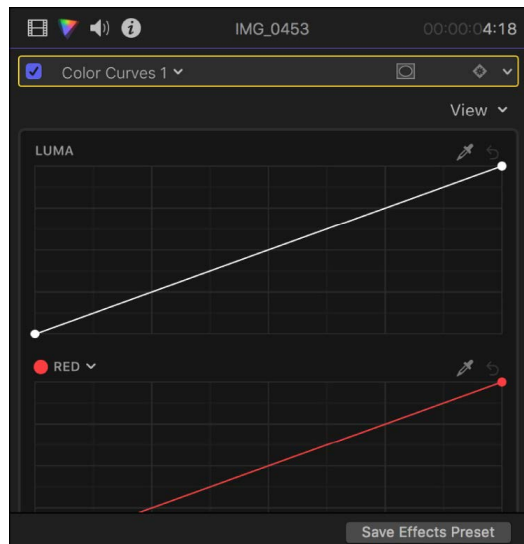 IMG_0453 00:00:04:18
Color Curves 1
View
LUMA
RED
Save Effects Preset